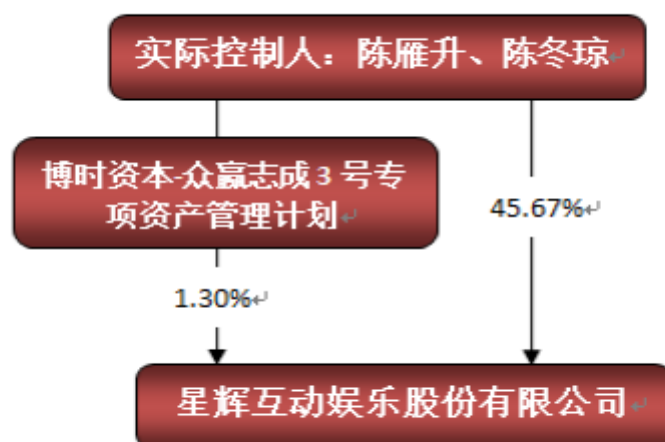 实际控制人：陈雁升、陈冬琼
博时资本-众赢志成3号专
项资产管理计划
45.67%
1.30%
星辉互动娱乐股份有限公司